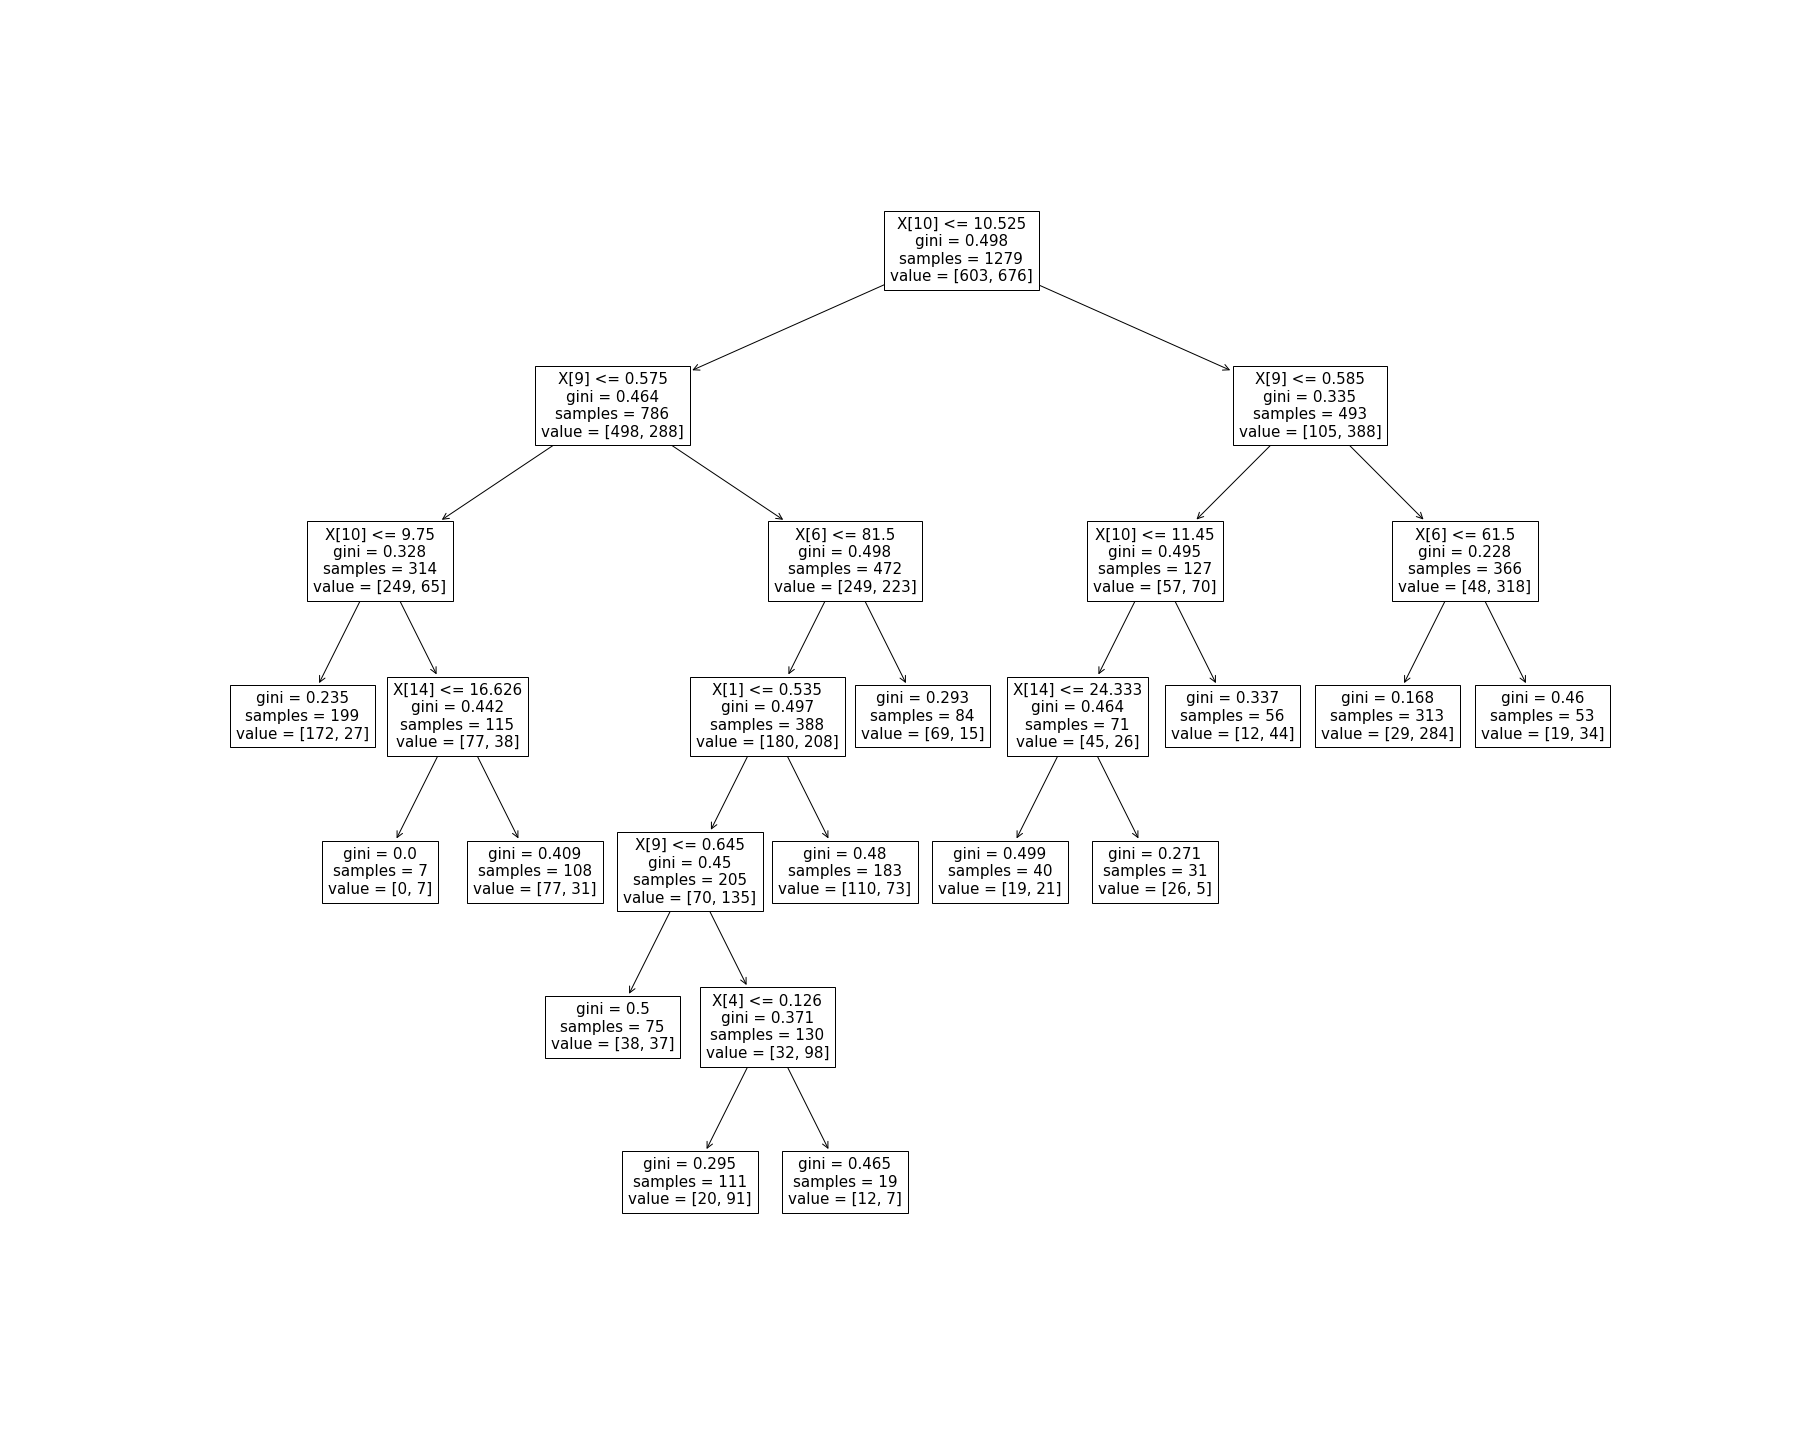 X[10] <= 10.525
gini = 0.498
samples = 1279
value = [603, 676]
X[9] <= 0.575
gini = 0.464
samples = 786
value = [498, 288]
X[9] <= 0.585
gini = 0.335
samples = 493
value = [105, 388]
X[10] <= 9.75
gini = 0.328
samples = 314
value = [249, 65]
X[6] <= 81.5
gini = 0.498
samples = 472
value = [249, 223]
X[10] <= 11.45
gini = 0.495
samples = 127
value = [57, 70]
X[6] <= 61.5
gini = 0.228
samples = 366
value = [48, 318]
gini = 0.235
samples = 199
value = [172, 27]
X[14] <= 16.626
gini = 0.442
samples = 115
value = [77, 38]
X[1] <= 0.535
gini = 0.497
samples = 388
value = [180, 208]
gini = 0.293
samples = 84
value = [69, 15]
X[14] <= 24.333
gini = 0.464
samples = 71
value = [45, 26]
gini = 0.337
samples = 56
value = [12, 44]
gini = 0.168
samples = 313
value = [29, 284]
gini = 0.46
samples = 53
value = [19, 34]
gini = 0.0
samples = 7
value = [0, 7]
gini = 0.409
samples = 108
value = [77, 31]
X[9] <= 0.645
gini = 0.45
samples = 205
value = [70, 135]
gini = 0.48
samples = 183
value = [110, 73]
gini = 0.499
samples = 40
value = [19, 21]
gini = 0.271
samples = 31
value = [26, 5]
gini = 0.5
samples = 75
value = [38, 37]
X[4] <= 0.126
gini = 0.371
samples = 130
value = [32, 98]
gini = 0.295
samples = 111
value = [20, 91]
gini = 0.465
samples = 19
value = [12, 7]